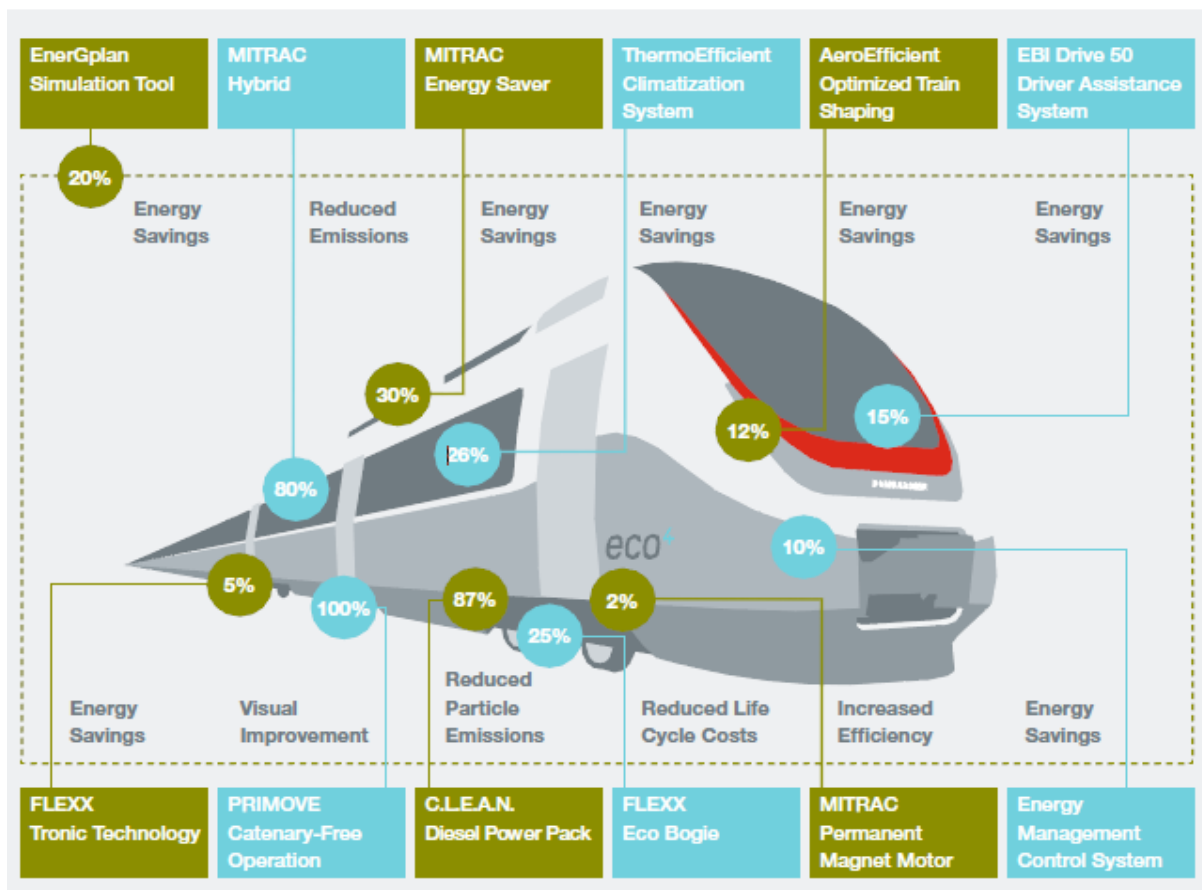 EnerGplan
Simulation Tool
MITRAC
Hybrid
MITRAC
Energy Saver
ThermoEfficient
Climatization
System
AeroEfficient
Optimized Train
Shaping
EBI Drive 50
Driver Assistance
System
20%
Energy
Savings
Reduced
Emissions
Energy
Savings
Energy
Savings
Energy
Savings
Energy
Savings
30%
15%
12%
26%
80%
BOMBARDIER
eco+
10%
5%
100%
87%
2%
25%
Energy
Savings
Visual
Improvement
Reduced
Particle
Emissions
Reduced Life
Cycle Costs
Increased
Efficiency
Energy
Savings
FLEXX
Tronic Technology
PRIMOVE
Catenary-Free
Operation
C.L.E.A.N.
Diesel Power Pack
FLEXX
Eco Bogie
MITRAC
Permanent
Magnet Motor
Energy
Management
Control System